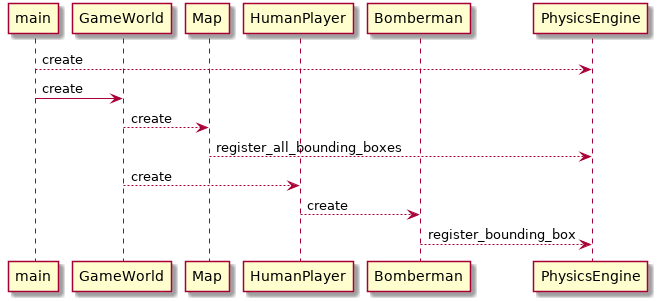 main GameWorld Map HumanPlayer Bomberman PhysicsEngine
create
create
create
register_all_bounding_boxes
create
create
register_bounding_box
main GameWorld Map HumanPlayer Bomberman PhysicsEngine